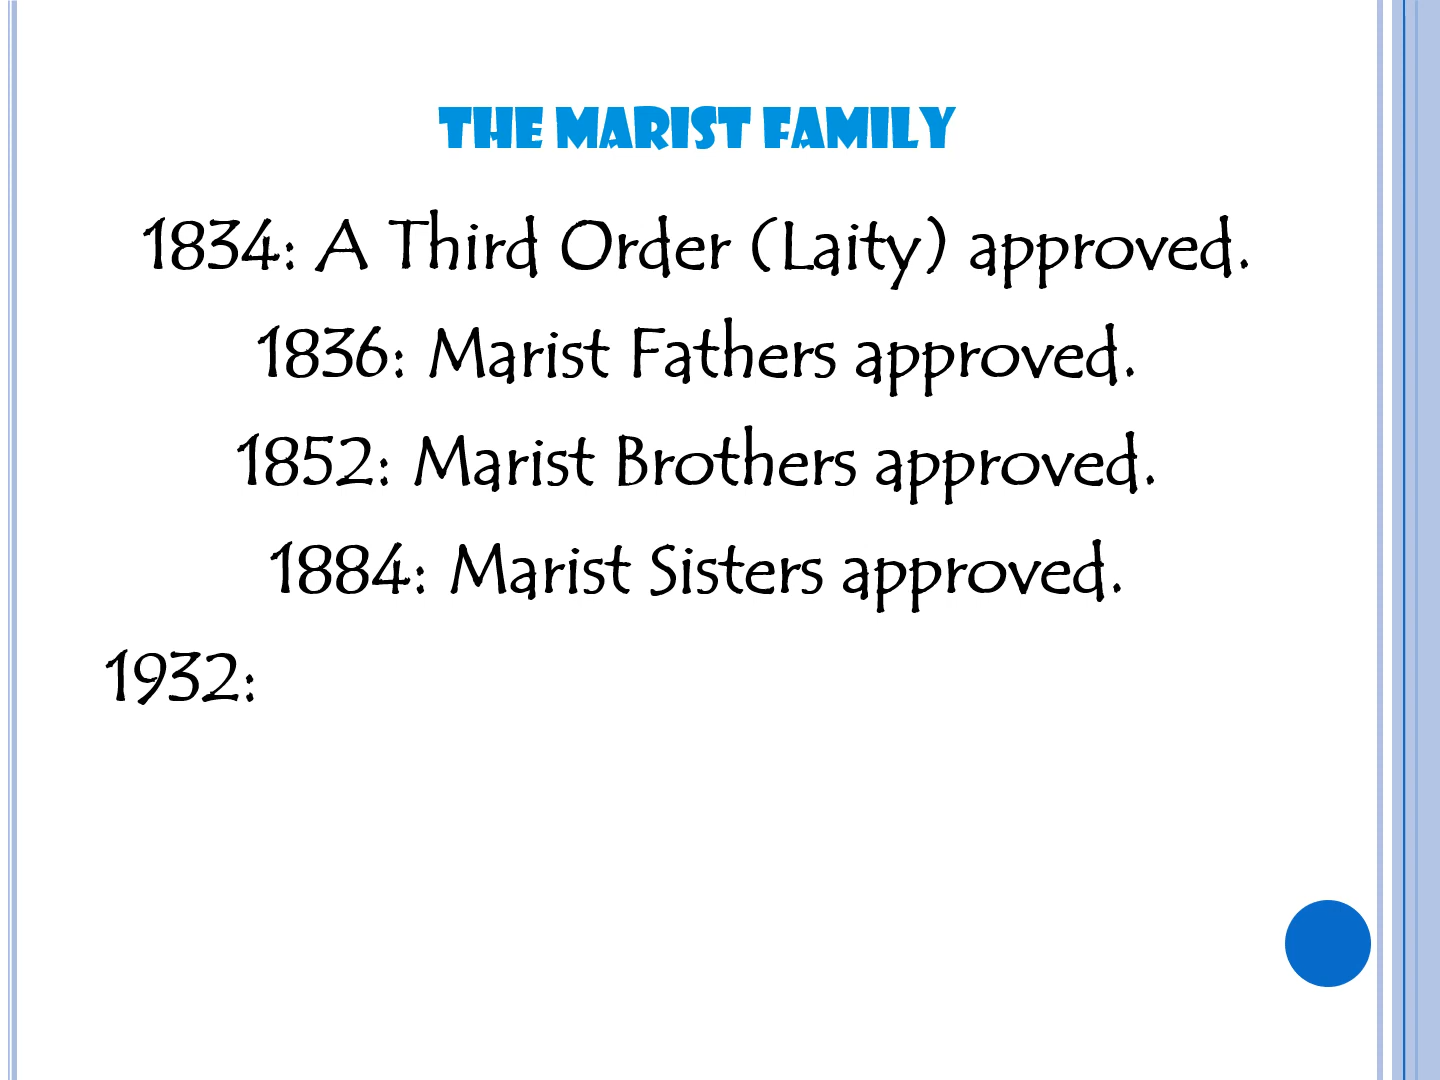 THE MARIST FAMILY
1834: A Third Order (Laity) approved.
1836: Marist Fathers approved.
1852: Marist Brothers approved.
1884: Marist Sisters approved.
1932: